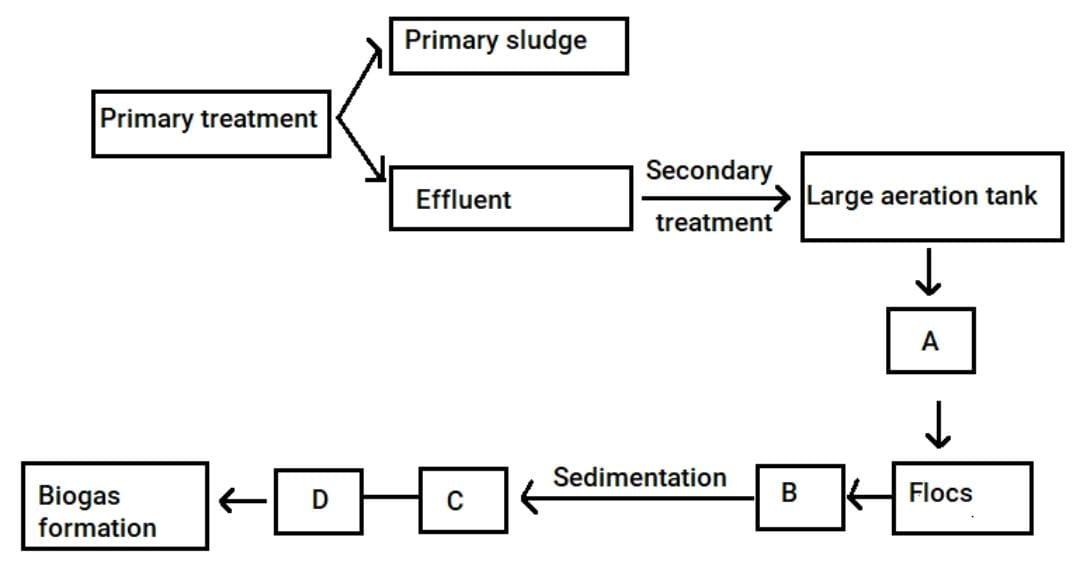 Primary sludge
Primary treatment
Effluent
Secondary
treatment
Large aeration tank
A
Flocs
B
Sedimentation
C
D
Biogas
formation